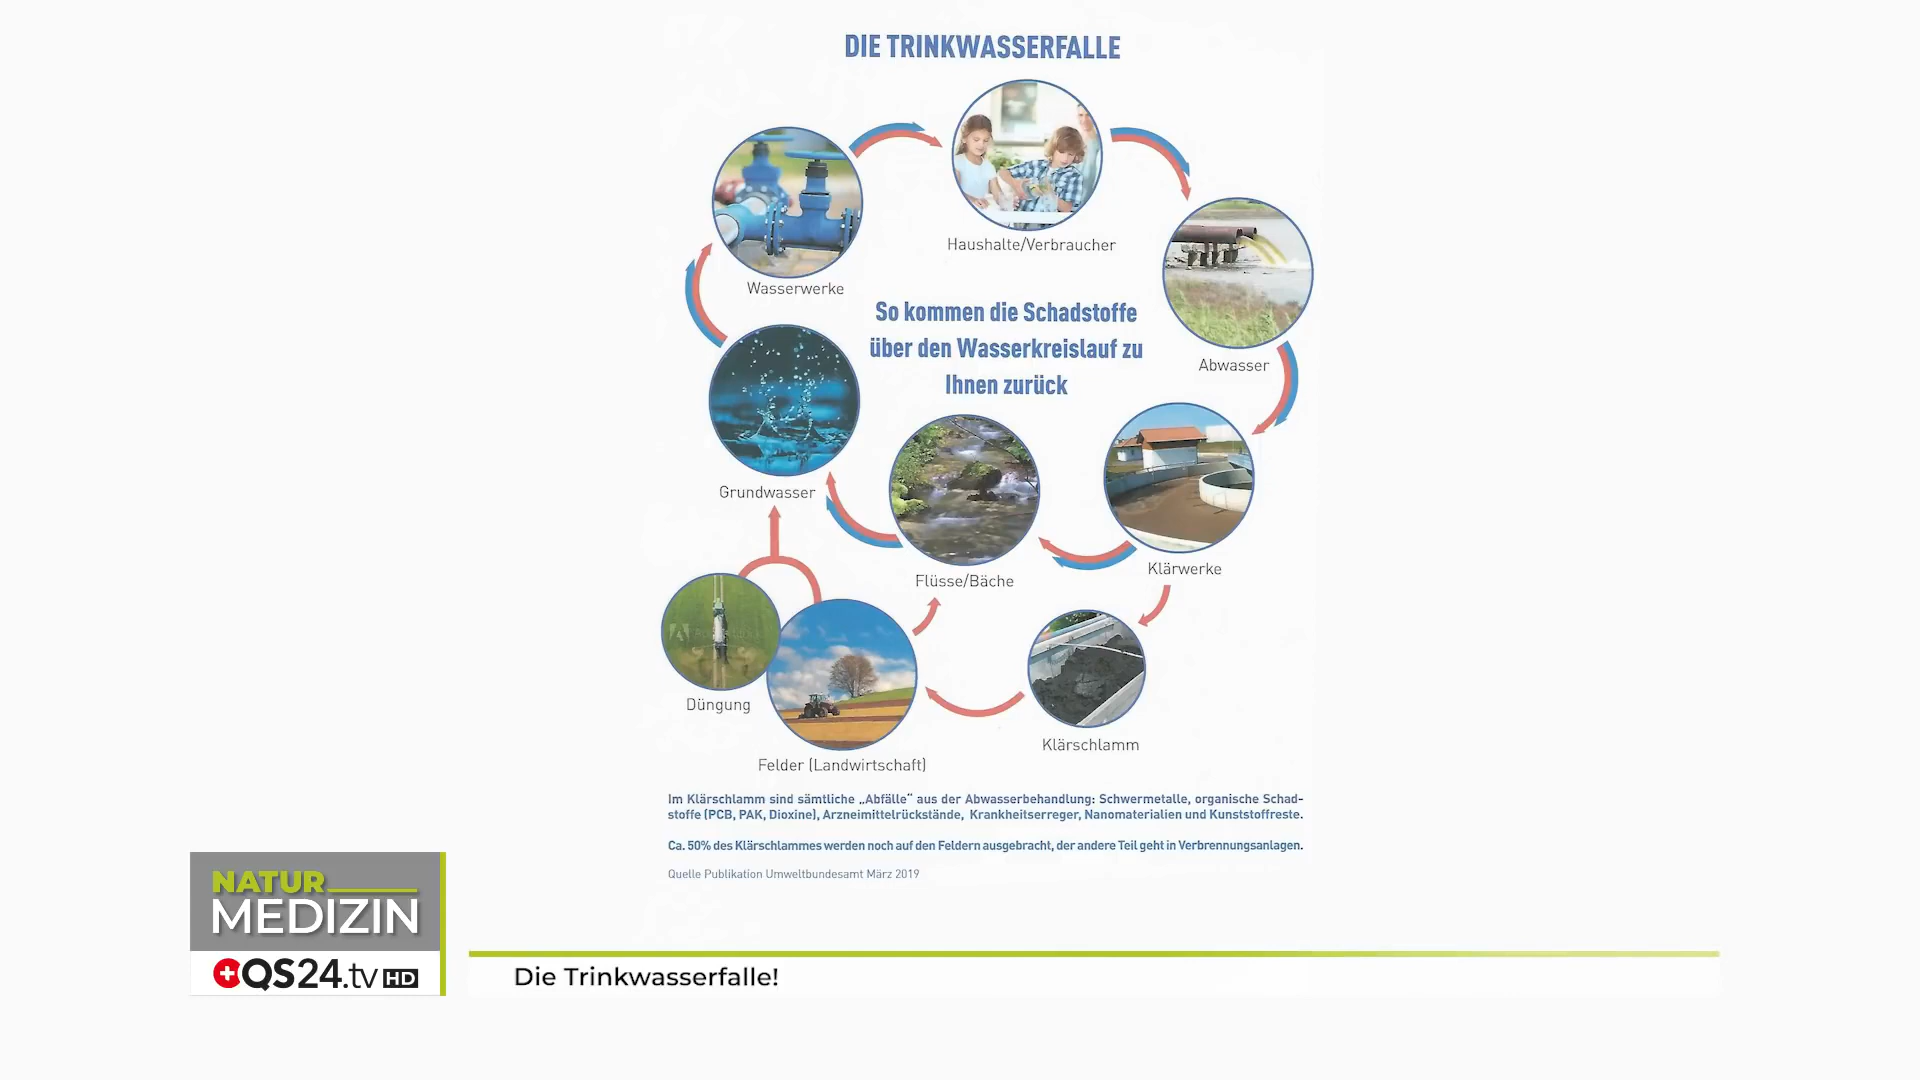 DIE TRINKWASSERFALLE
Haushalte/Verbraucher
Wasserwerke
So kommen die Schadstoffe
über den Wasserkreislauf zu
Ihnen zurück
Abwasser
Grundwasser
Flüsse/Bäche
Klärwerke
Düngung
Klärschlamm
Felder (Landwirtschaft)
Im Klärschlamm sind sämtliche „Abfälle“ aus der Abwasserbehandlung: Schwermetalle, organische Schad-
stoffe (PCB, PAK, Dioxine), Arzneimittelrückstände, Krankheitserreger, Nanomaterialien und Kunststoffreste.
Ca. 50% des Klärschlammes werden noch auf den Feldern ausgebracht, der andere Teil geht in Verbrennungsanlagen.
Quelle Publikation Umweltbundesamt März 2019
NATUR
MEDIZIN
QS24.tv HD
Die Trinkwasserfalle!